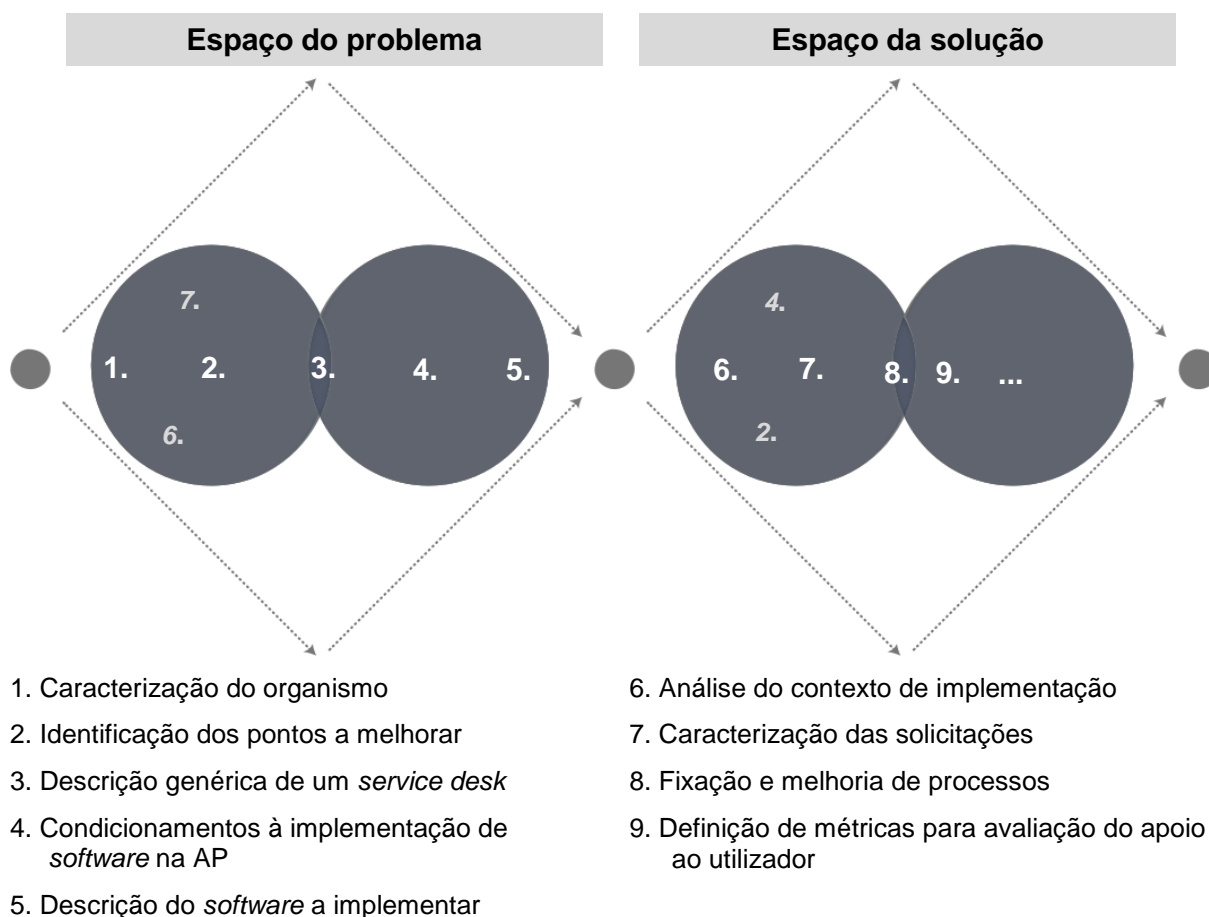 Espaço do problema
Espaço da solução
7.
1. 2. 3. 4. 5.
6.
4.
6. 7. 8. 9. ...
2.
1. Caracterização do organismo
2. Identificação dos pontos a melhorar
3. Descrição genérica de um service desk
4. Condicionamentos à implementação de
software na AP
5. Descrição do software a implementar
6. Análise do contexto de implementação
7. Caracterização das solicitações
8. Fixação e melhoria de processos
9. Definição de métricas para avaliação do apoio
ao utilizador